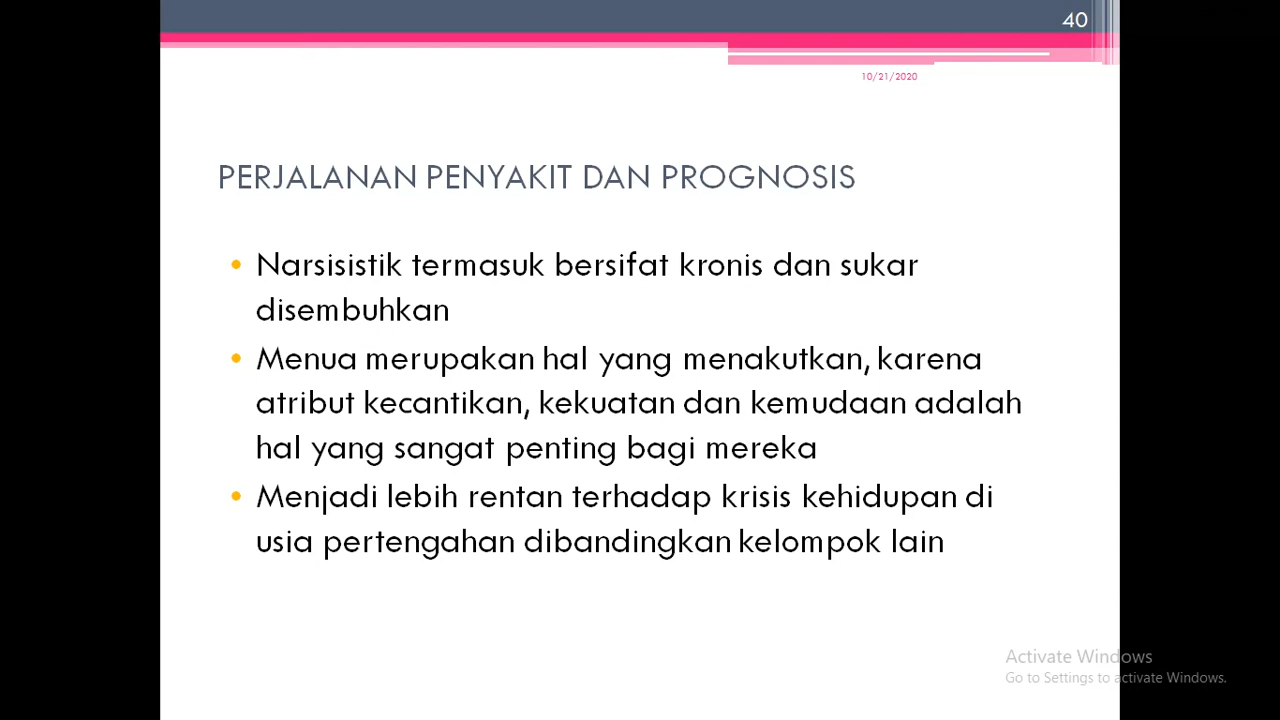 40
10/21/2020
PERJALANAN PENYAKIT DAN PROGNOSIS
• Narsisistik termasuk bersifat kronis dan sukar
disembuhkan
• Menua merupakan hal yang menakutkan, karena
atribut kecantikan, kekuatan dan kemudaan adalah
hal yang sangat penting bagi mereka
• Menjadi lebih rentan terhadap krisis kehidupan di
usia pertengahan dibandingkan kelompok lain
Activate Windows
Go to Settings to activate Windows.